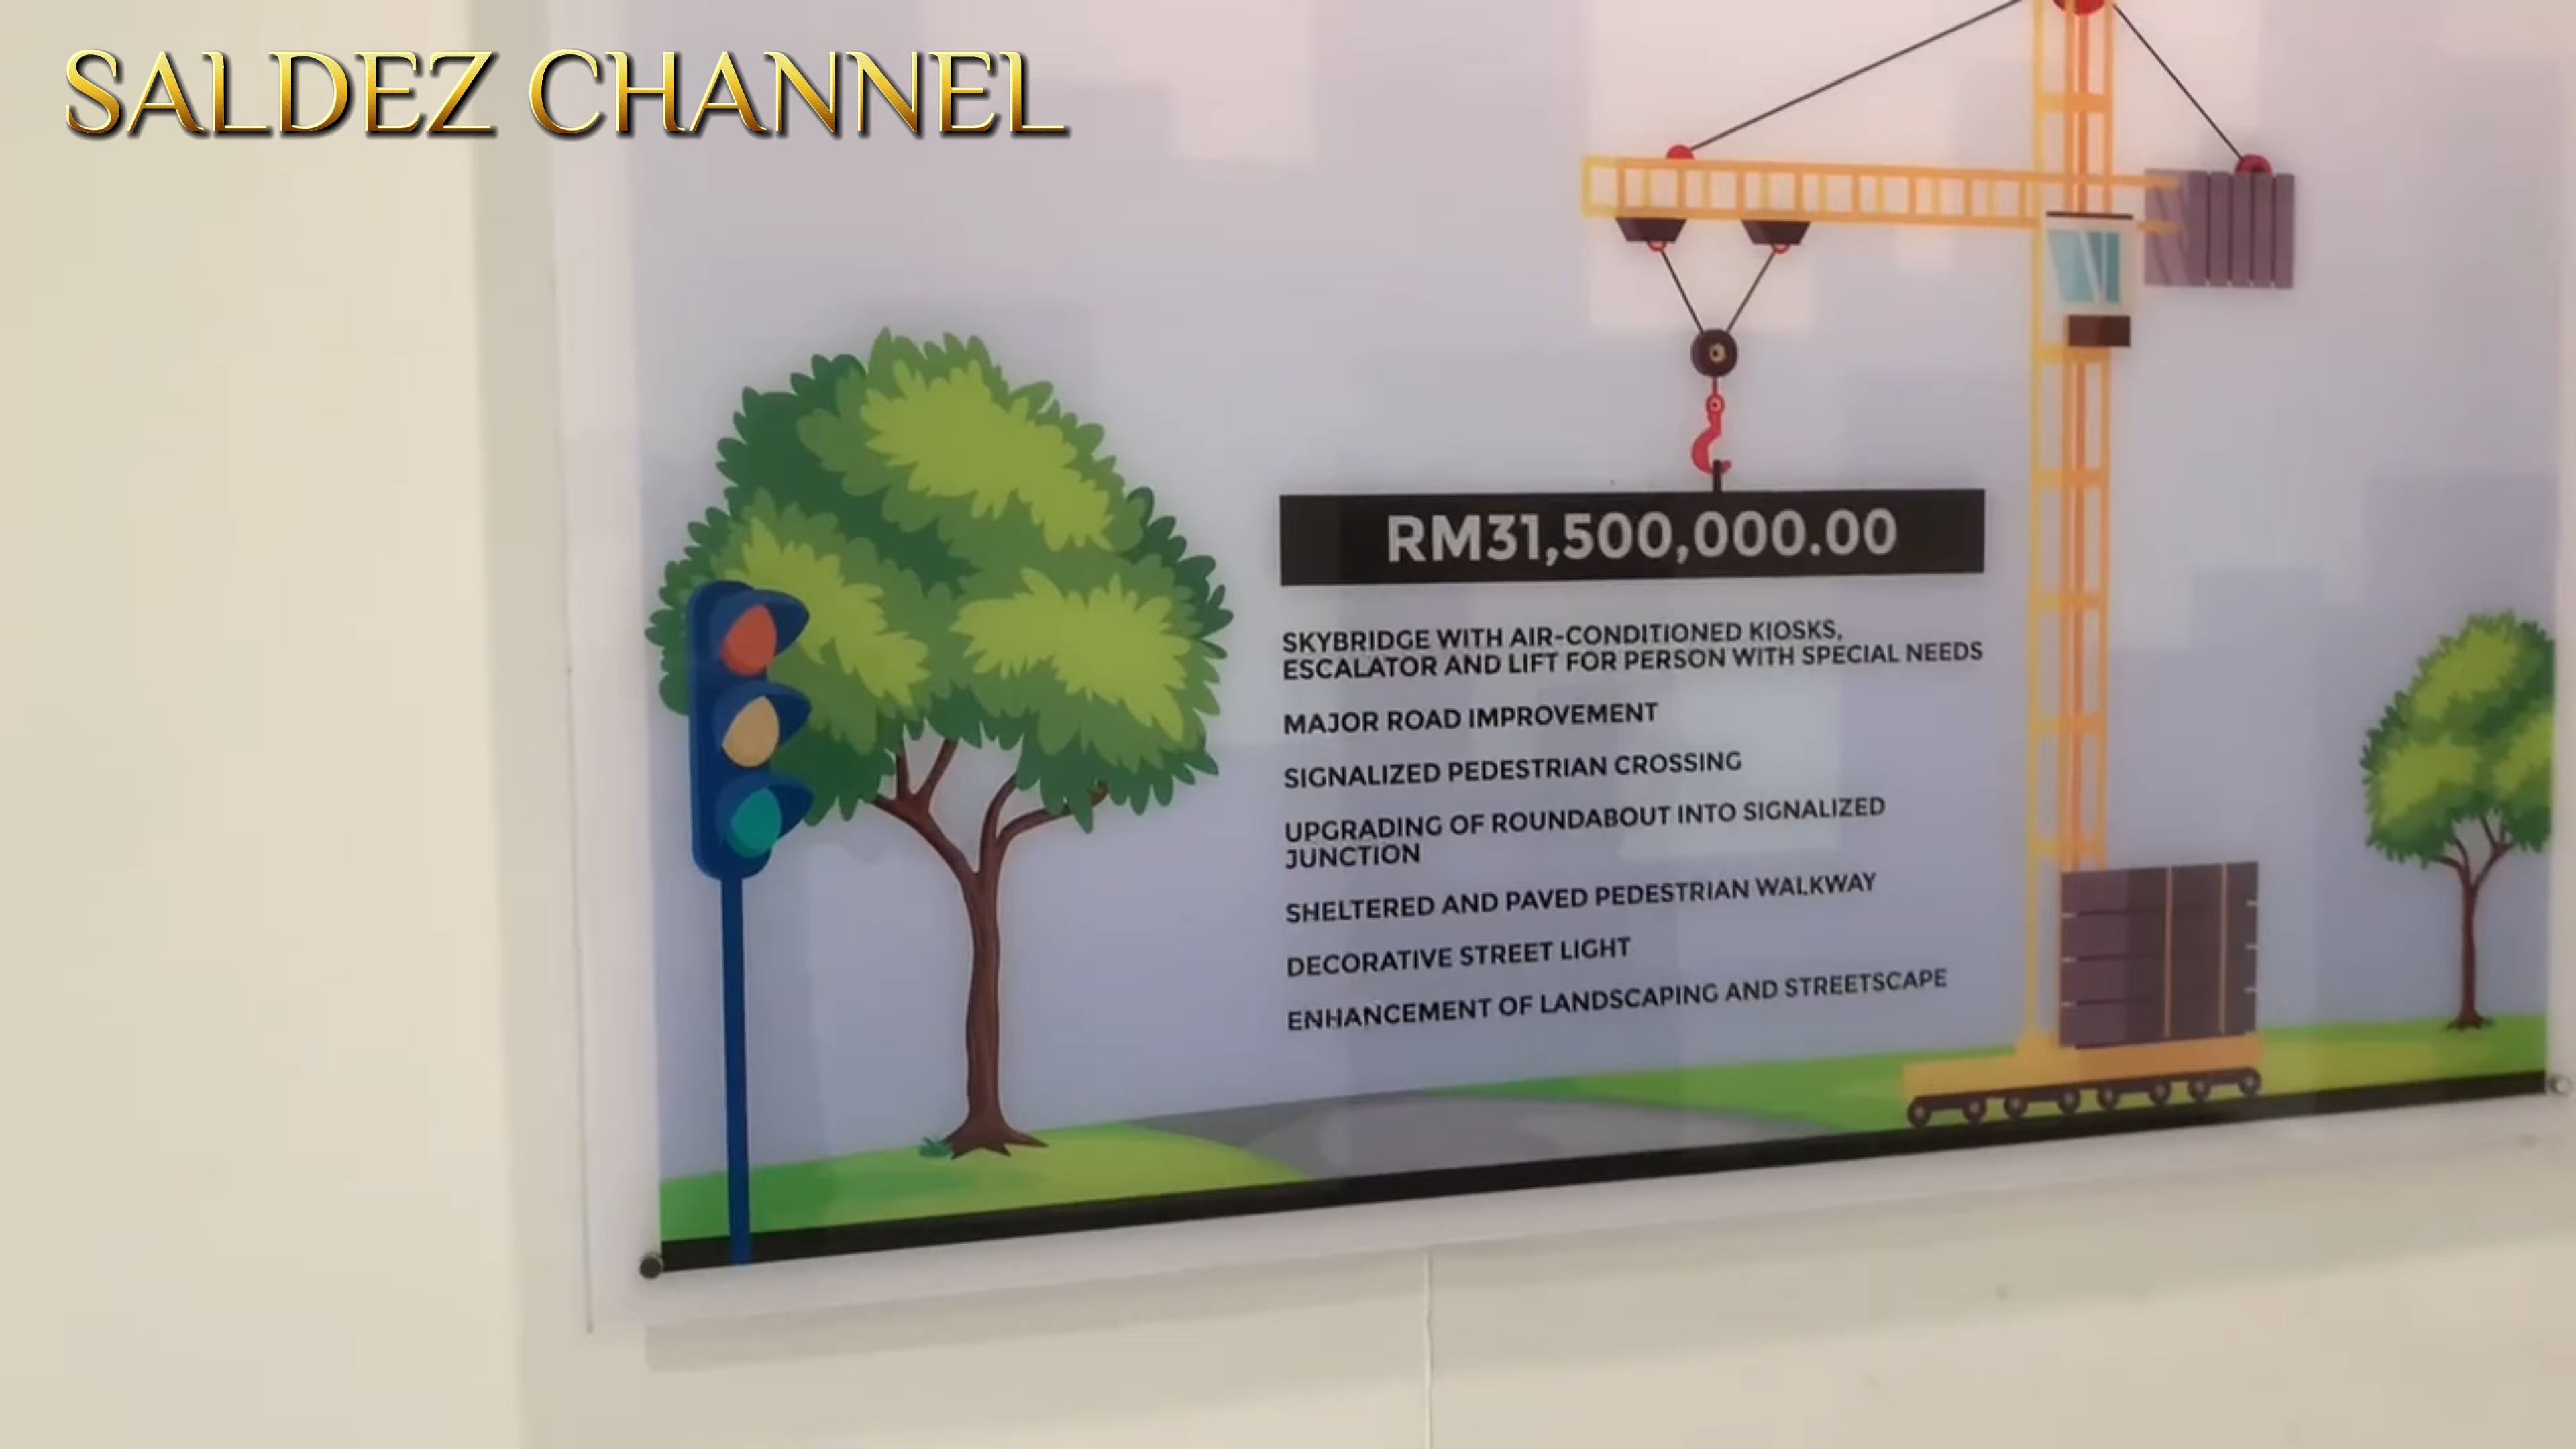 SALDEZ CHANNEL
RM31,500,000.00
SKYBRIDGE WITH AIR-CONDITIONED KIOSKS,
ESCALATOR AND LIFT FOR PERSON WITH SPECIAL NEEDS
MAJOR ROAD IMPROVEMENT
SIGNALIZED PEDESTRIAN CROSSING
UPGRADING OF ROUNDABOUT INTO SIGNALIZED
JUNCTION
SHELTERED AND PAVED PEDESTRIAN WALKWAY
DECORATIVE STREET LIGHT
ENHANCEMENT OF LANDSCAPING AND STREETSCAPE